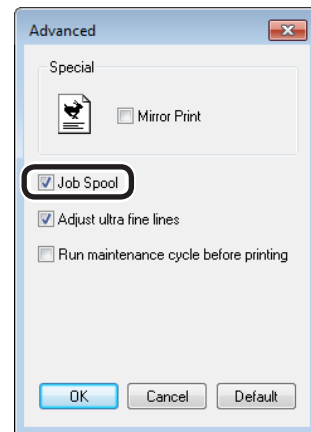 Advanced
Special
Mirror Print
Job Spool
Adjust ultra fine lines
Run maintenance cycle before printing
OK Cancel Default